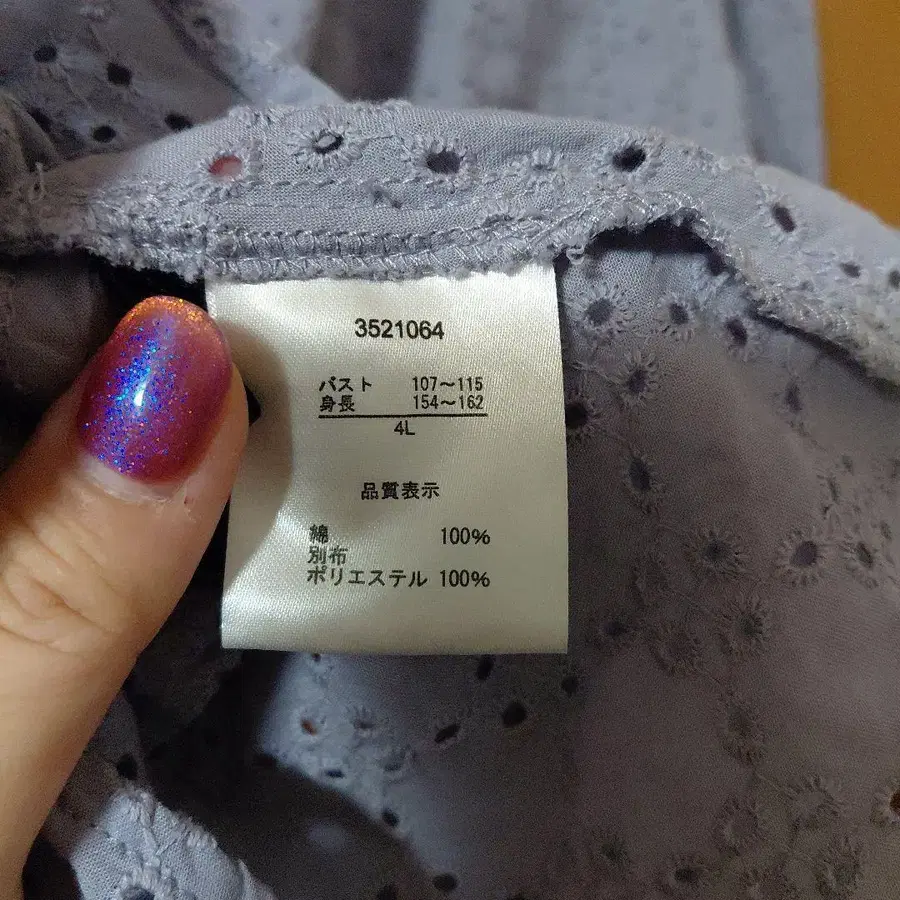 3521064
バスト 107～115
身長 154～162
4L
品質表示
綿 100%
別布
ポリエステル 100%